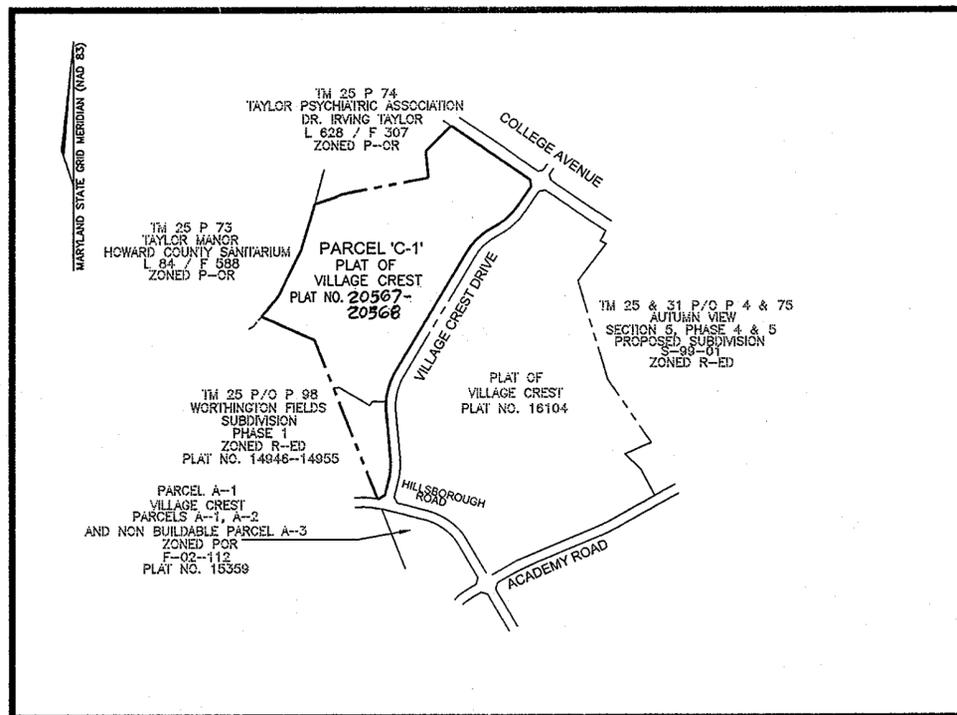 MARYLAND STATE GRID MERIDIAN (NAD 83)
TM 25 P 74
TAYLOR PSYCHIATRIC ASSOCIATION
DR. IRVING TAYLOR
L 628 / F 307
ZONED P-OR
COLLEGE AVENUE
TM 25 P 73
TAYLOR MANOR
HOWARD COUNTY SANITARIUM
L 84 / F 588
ZONED P-OR
PARCEL 'C-1'
PLAT OF
VILLAGE CREST
PLAT NO. 20567-
20568
VILLAGE CREST DRIVE
TM 25 & 31 P/O P 4 & 75
AUTUMN VIEW
SECTION 5, PHASE 4 & 5
PROPOSED SUBDIVISION
S-99-01
ZONED R-ED
PLAT OF
VILLAGE CREST
PLAT NO. 16104
TM 25 P/O P 98
WORTHINGTON FIELDS
SUBDIVISION
PHASE 1
ZONED R-ED
PLAT NO. 14946-14955
HILLSBOROUGH
ROAD
PARCEL A-1
VILLAGE CREST
PARCELS A-1, A-2
AND NON BUILDABLE PARCEL A-3
ZONED POR
F-02-112
PLAT NO. 15359
ACADEMY ROAD